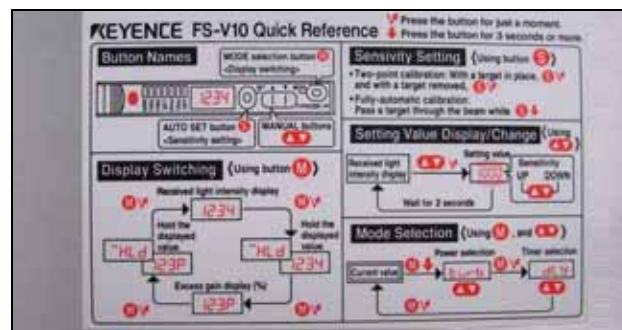 KEYENCE FS-V10 Quick Reference
Press the button for just a moment.
Press the button for 3 seconds or more.
Button Names
MODE selection button M
<Display switching>
1234
AUTO SET button S
<Sensitivity setting>
MANUAL buttons
Display Switching (Using button M)
Received light intensity display
M
1234
M
Hold the displayed value
Hold the displayed value
HLd
123P
HLd
1234
M
Excess gain display (%)
M
123P
Sensivity Setting (Using button S)
•Two-point calibration: With a target in place, S
and with a target removed, S
•Fully-automatic calibration:
Pass a target through the beam while S
Setting Value Display/Change (Using
Received light
intensity display
Setting value
1000
Sensitivity
UP DOWN
Wait for 2 seconds
Mode Selection (Using M, and
Current value
M
Power selection
turb
M
Timer selection
dLY
M